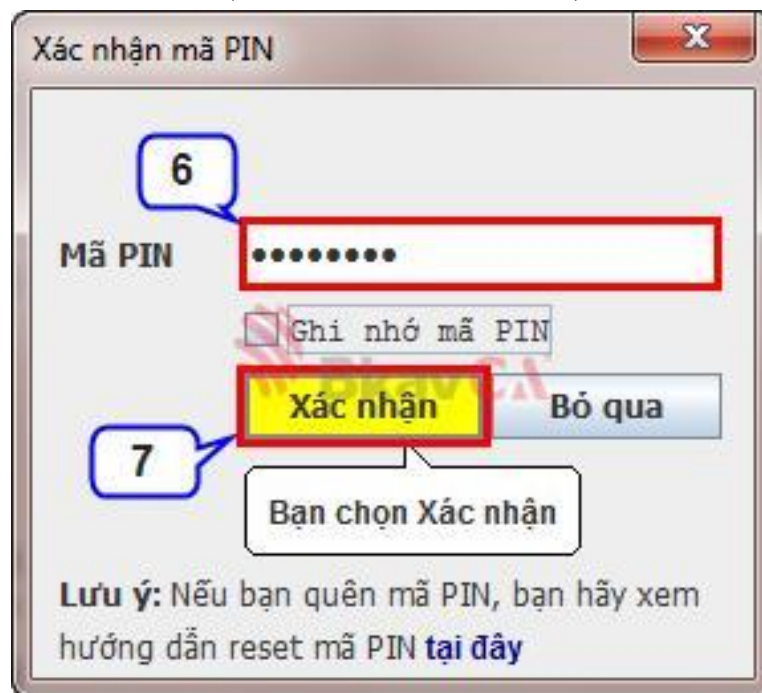 Xác nhận mã PIN
6
Mã PIN ••••••••
Ghi nhớ mã PIN
BkavCA
Xác nhận Bỏ qua
7
Bạn chọn Xác nhận
Lưu ý: Nếu bạn quên mã PIN, bạn hãy xem
hướng dẫn reset mã PIN tại đây